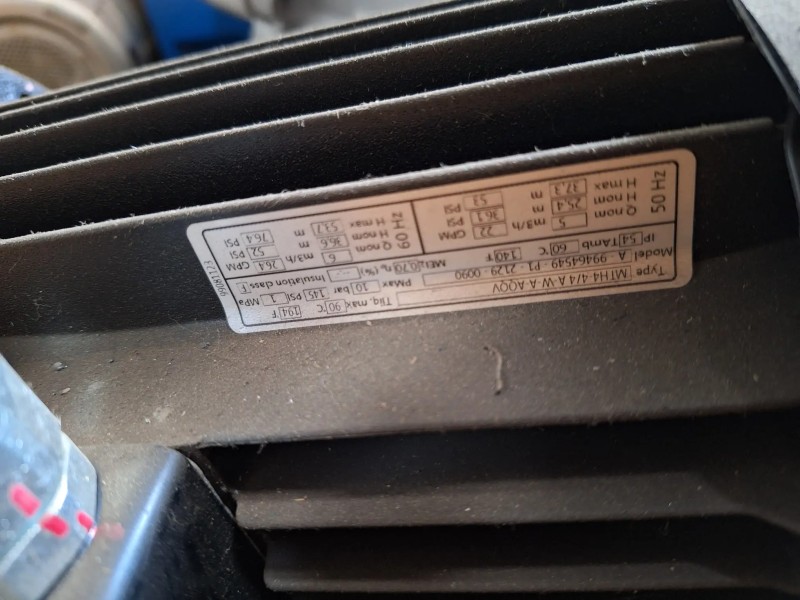 Type MTH4-4/4 A-W-A-AQQV
Model A - 99464549 - P1 - 2129 - 0090
Tliq. max 90 °C 194 °F
IP 54 TAmb 60 °C 140 °F MEI≥0.70 η, (%) --
PMax 10 bar 145 PSI 1 MPa
Insulation class F
50 Hz
Q nom 5 m3/h 22 GPM
H nom 25.4 m 36.1 PSI
H max 37.3 m 53 PSI
60 Hz
Q nom 6 m3/h 26.4 GPM
H nom 36.6 m 52 PSI
H max 53.7 m 76.4 PSI
99081173